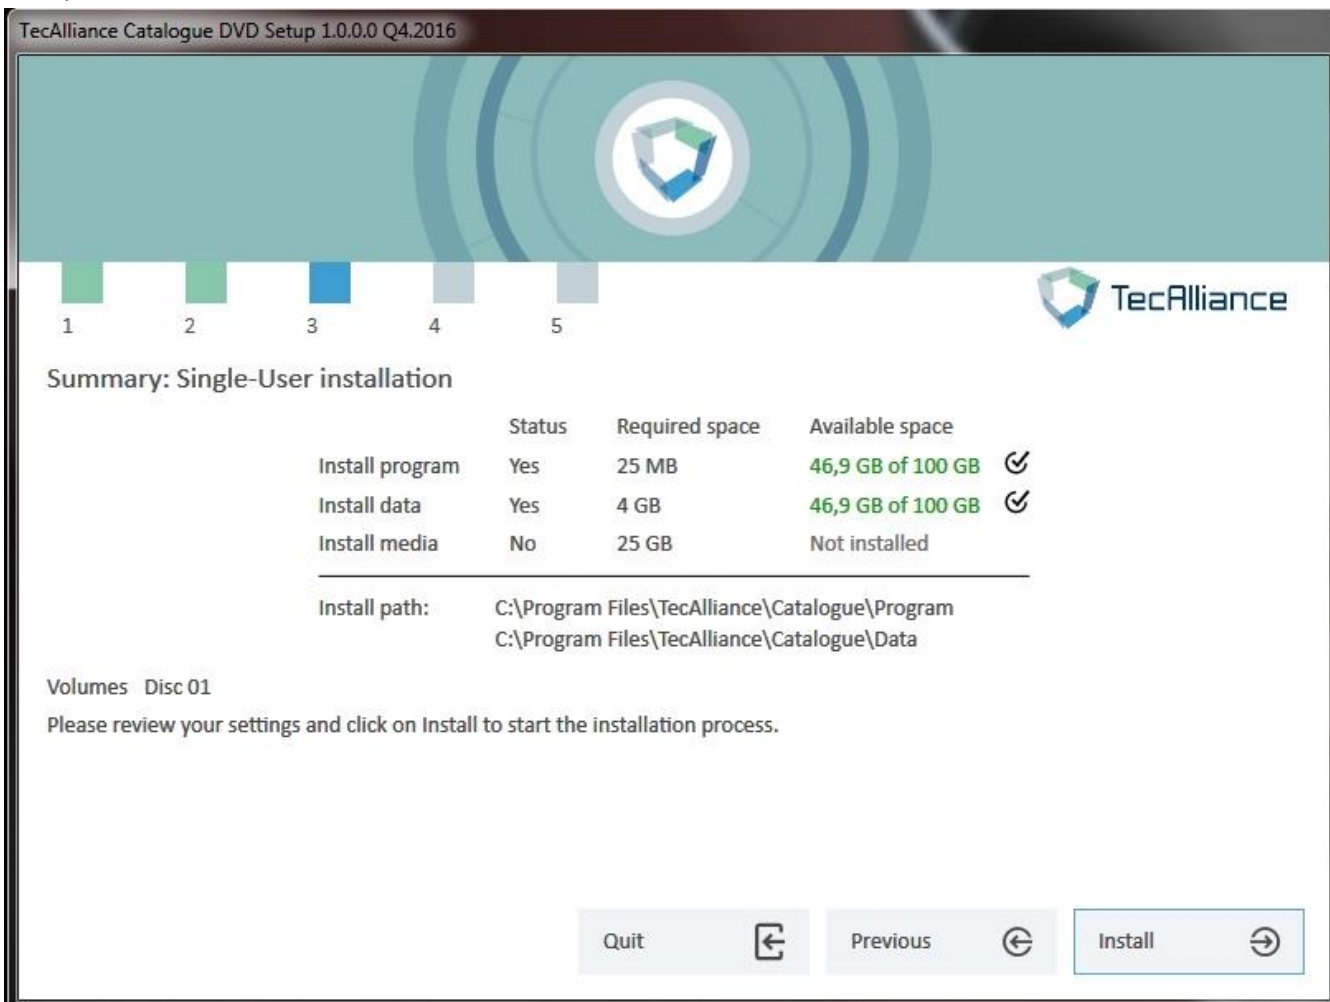 TecAlliance Catalogue DVD Setup 1.0.0.0 Q4.2016
TecAlliance
1 2 3 4 5
Summary: Single-User installation
Status Required space Available space
Install program Yes 25 MB 46,9 GB of 100 GB
Install data Yes 4 GB 46,9 GB of 100 GB
Install media No 25 GB Not installed
Install path: C:\Program Files\TecAlliance\Catalogue\Program
C:\Program Files\TecAlliance\Catalogue\Data
Volumes Disc 01
Please review your settings and click on Install to start the installation process.
Quit Previous Install